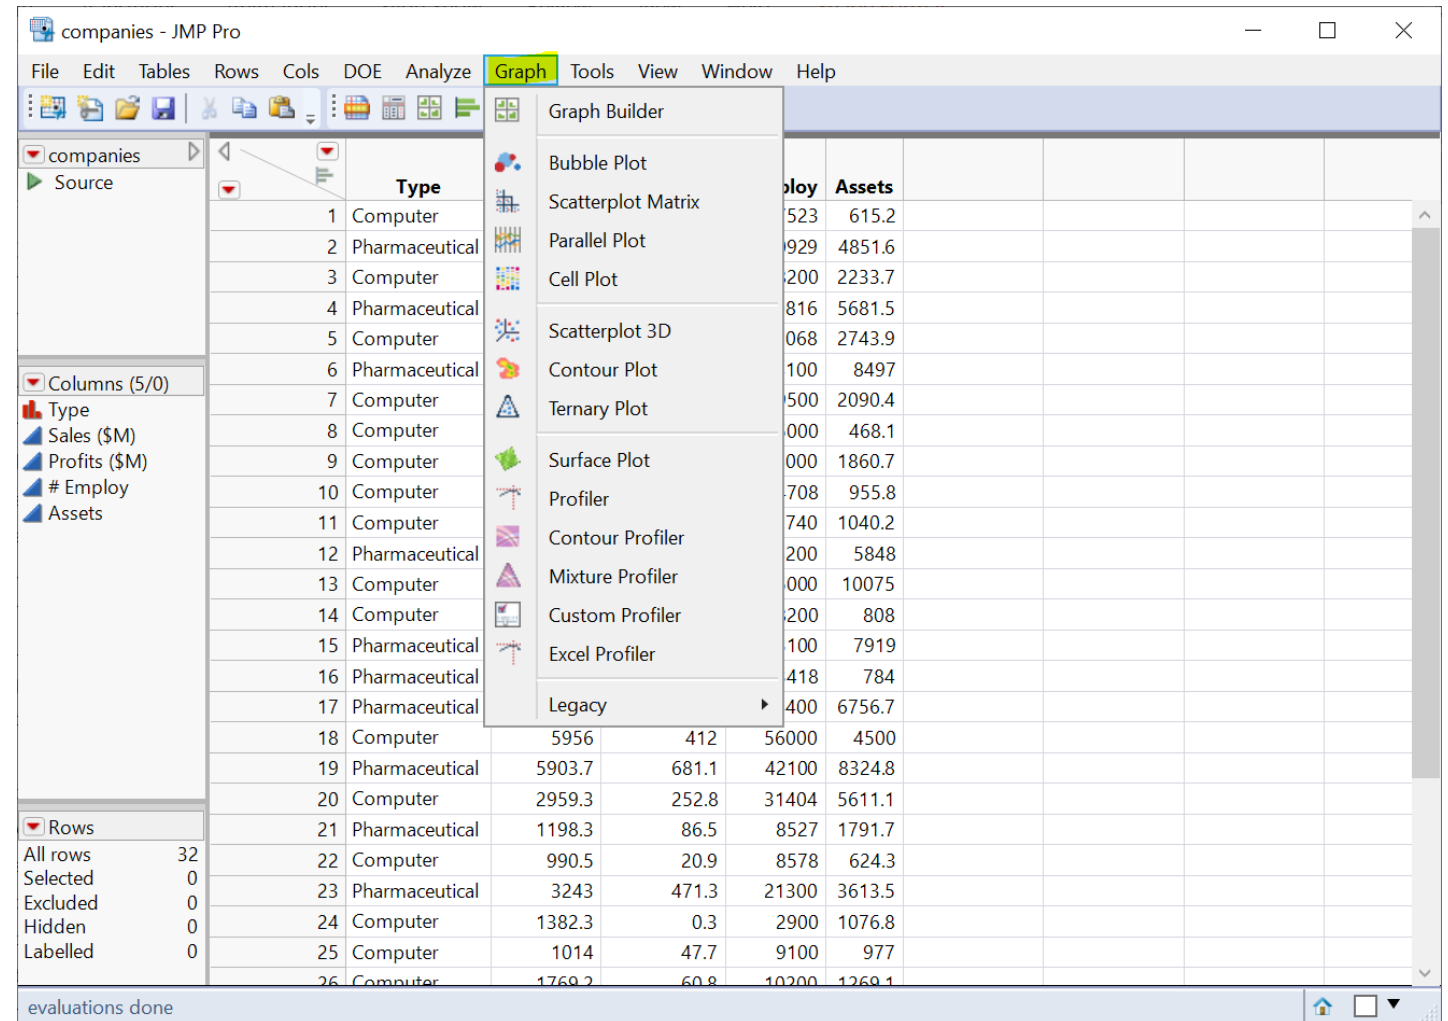 companies - JMP Pro
File Edit Tables Rows Cols DOE Analyze Graph Tools View Window Help
companies
Source
Columns (5/0)
Type
Sales ($M)
Profits ($M)
# Employ
Assets
Rows
All rows 32
Selected 0
Excluded 0
Hidden 0
Labelled 0
Graph Builder
Bubble Plot
Scatterplot Matrix
Parallel Plot
Cell Plot
Scatterplot 3D
Contour Plot
Ternary Plot
Surface Plot
Profiler
Contour Profiler
Mixture Profiler
Custom Profiler
Excel Profiler
Legacy
Type ploy Assets
1 Computer 523 615.2
2 Pharmaceutical 929 4851.6
3 Computer 200 2233.7
4 Pharmaceutical 816 5681.5
5 Computer 068 2743.9
6 Pharmaceutical 100 8497
7 Computer 500 2090.4
8 Computer 000 468.1
9 Computer 000 1860.7
10 Computer 708 955.8
11 Computer 740 1040.2
12 Pharmaceutical 200 5848
13 Computer 000 10075
14 Computer 200 808
15 Pharmaceutical 100 7919
16 Pharmaceutical 418 784
17 Pharmaceutical 400 6756.7
18 Computer 5956 412 56000 4500
19 Pharmaceutical 5903.7 681.1 42100 8324.8
20 Computer 2959.3 252.8 31404 5611.1
21 Pharmaceutical 1198.3 86.5 8527 1791.7
22 Computer 990.5 20.9 8578 624.3
23 Pharmaceutical 3243 471.3 21300 3613.5
24 Computer 1382.3 0.3 2900 1076.8
25 Computer 1014 47.7 9100 977
26 Computer 1769.2 60.8 10200 1269.1
evaluations done